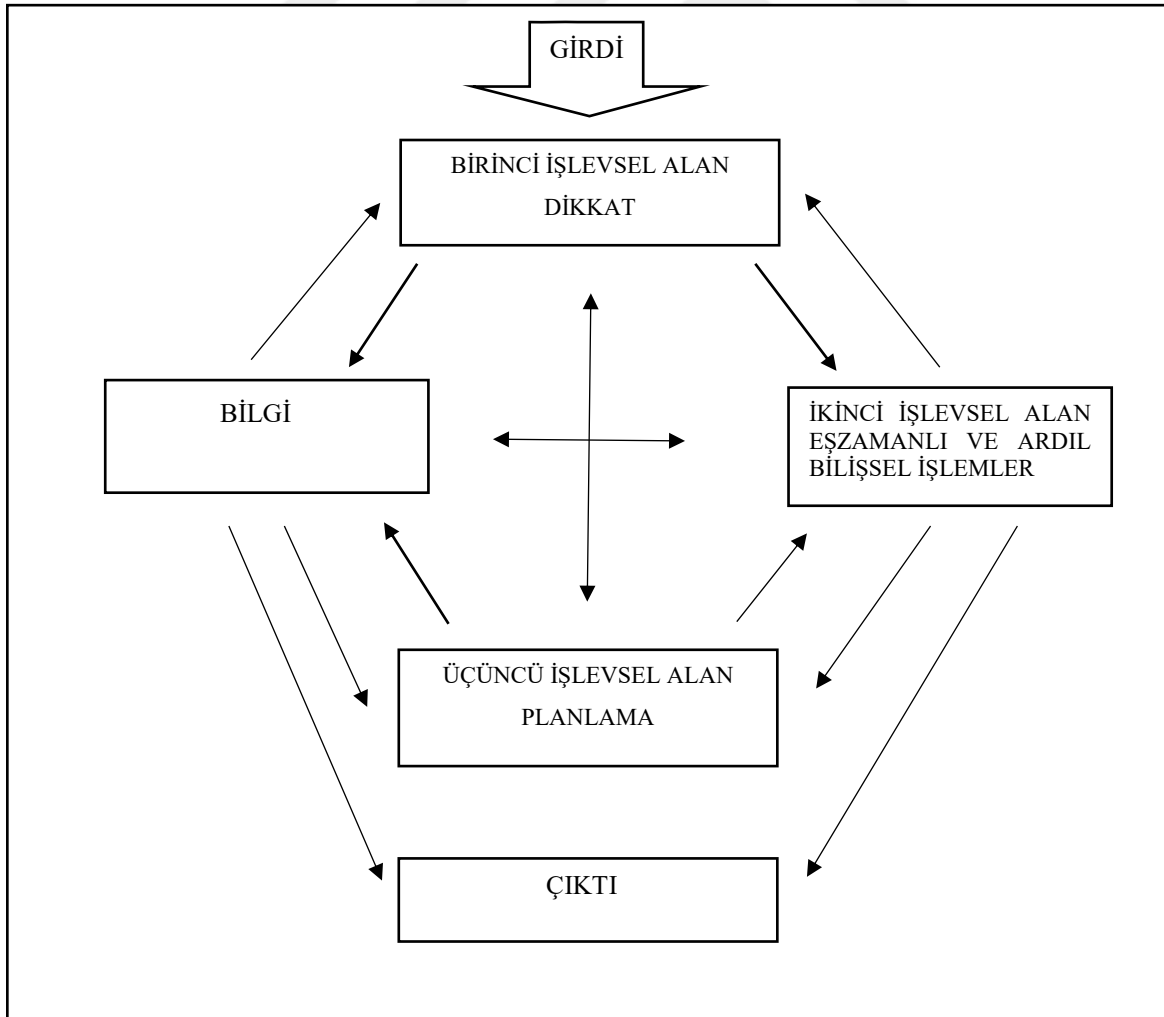 GİRDİ
BİRİNCİ İŞLEVSEL ALAN
DİKKAT
BİLGİ
İKİNCİ İŞLEVSEL ALAN
EŞZAMANLI VE ARDIL
BİLİŞSEL İŞLEMLER
ÜÇÜNCÜ İŞLEVSEL ALAN
PLANLAMA
ÇIKTI